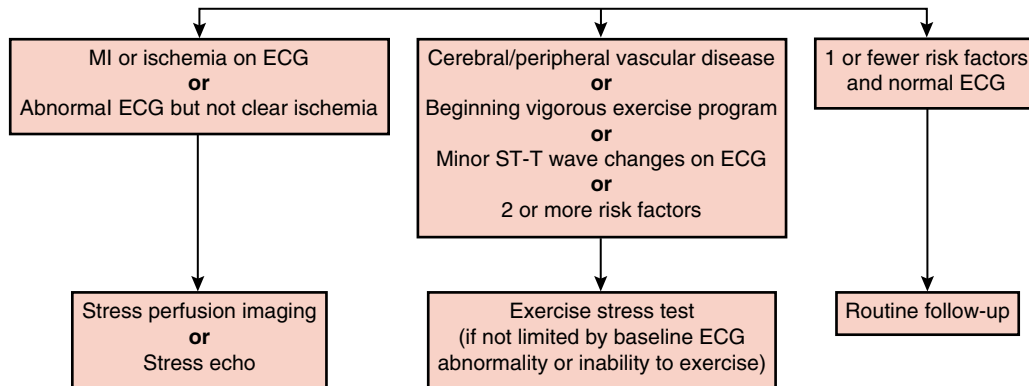 MI or ischemia on ECG
or
Abnormal ECG but not clear ischemia
Cerebral/peripheral vascular disease
or
Beginning vigorous exercise program
or
Minor ST-T wave changes on ECG
or
2 or more risk factors
1 or fewer risk factors
and normal ECG
Stress perfusion imaging
or
Stress echo
Exercise stress test
(if not limited by baseline ECG
abnormality or inability to exercise)
Routine follow-up